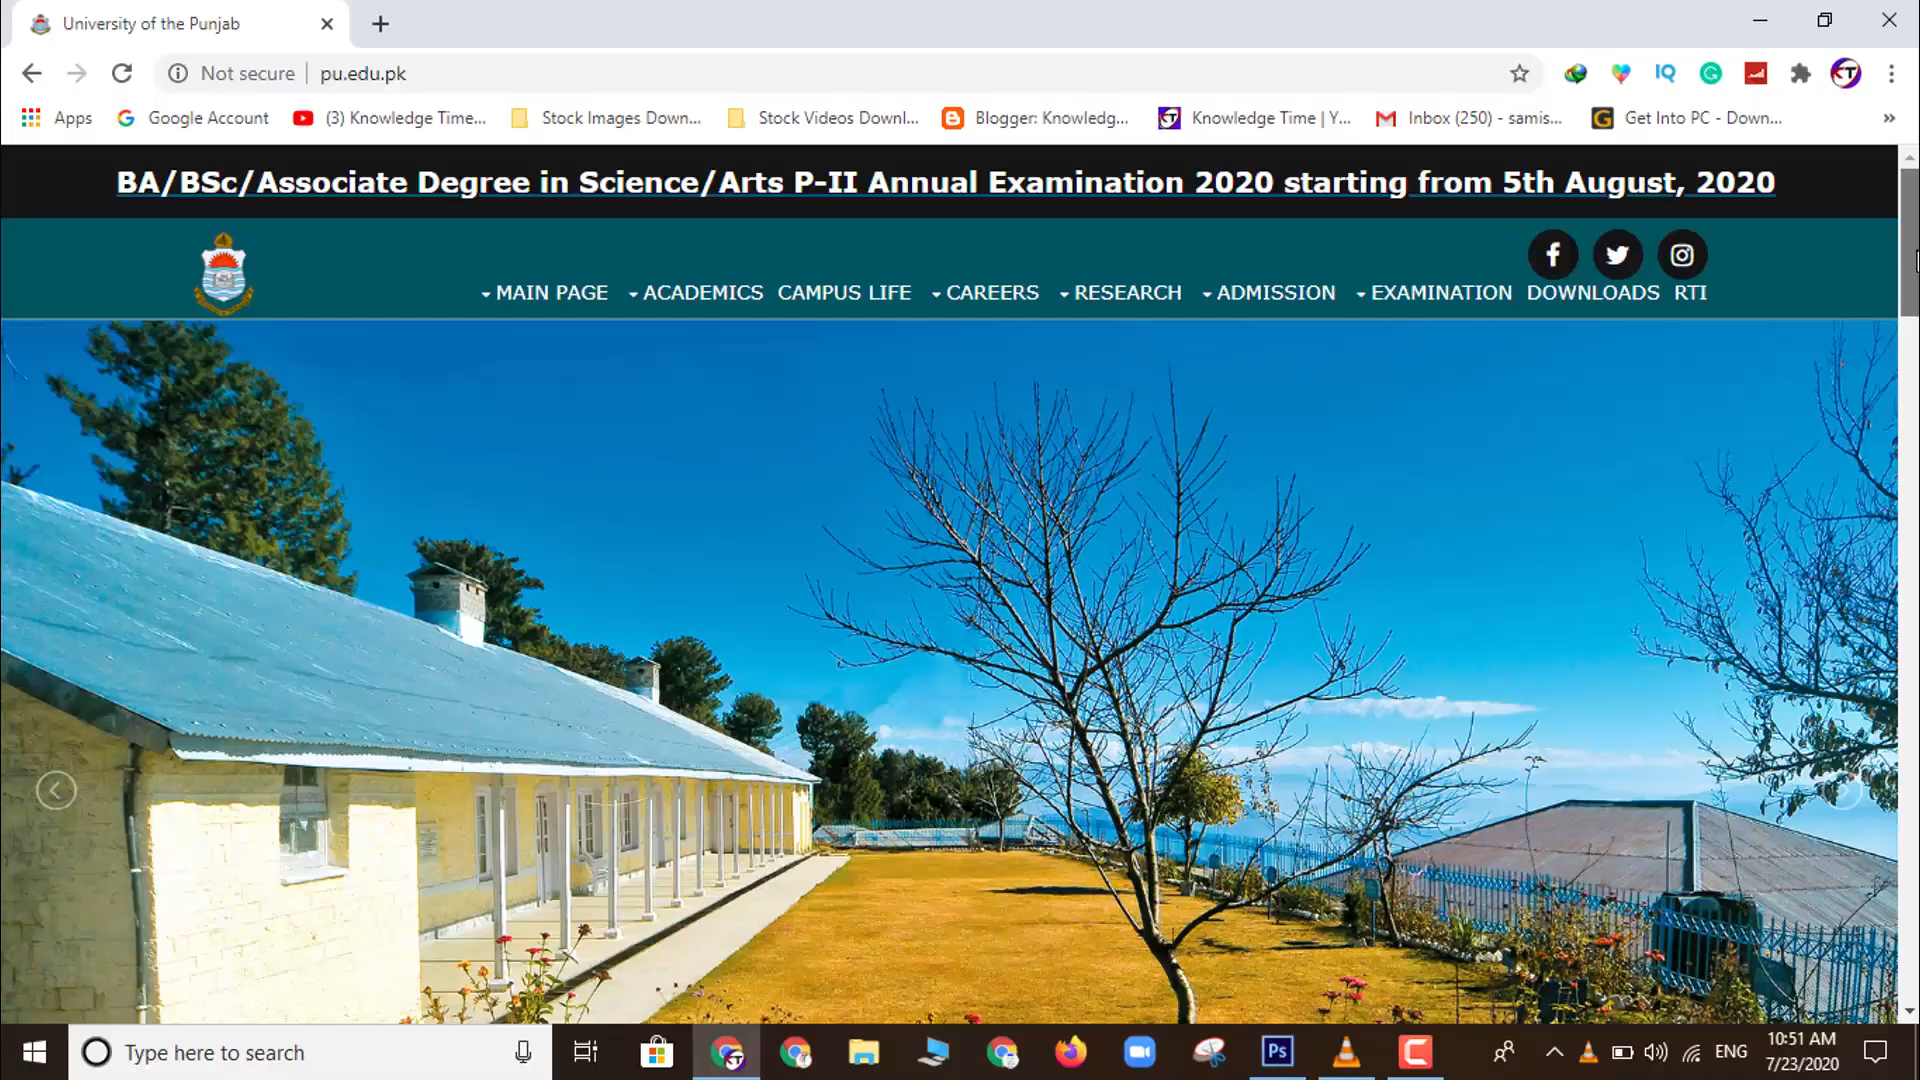 University of the Punjab
Not secure
pu.edu.pk
IQ
Apps
Google Account
(3) Knowledge Time...
Stock Images Down...
Stock Videos Downl...
Blogger: Knowledg...
Knowledge Time | Y...
Inbox (250) - samis...
Get Into PC - Down...
BA/BSc/Associate Degree in Science/Arts P-II Annual Examination 2020 starting from 5th August, 2020
MAIN PAGE
ACADEMICS
CAMPUS LIFE
CAREERS
RESEARCH
ADMISSION
EXAMINATION
DOWNLOADS
RTI
Type here to search
Ps
ENG
10:51 AM
7/23/2020